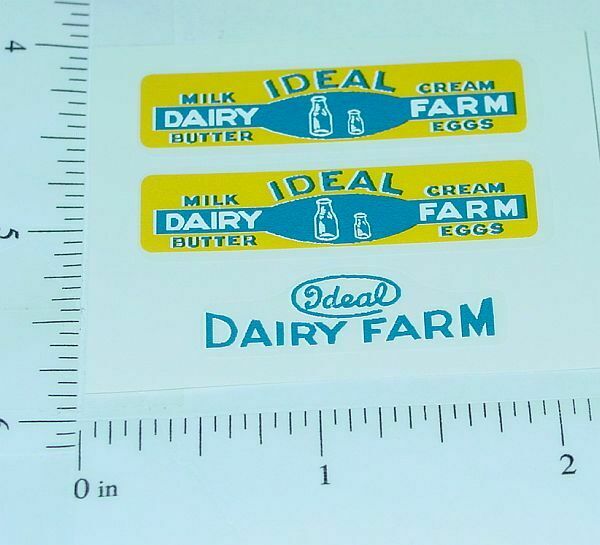 4
IDEAL
MILK CREAM
DAIRY FARM
BUTTER EGGS
IDEAL
MILK CREAM
DAIRY FARM
BUTTER EGGS
5
Ideal
DAIRY FARM
6
0 in 1 2